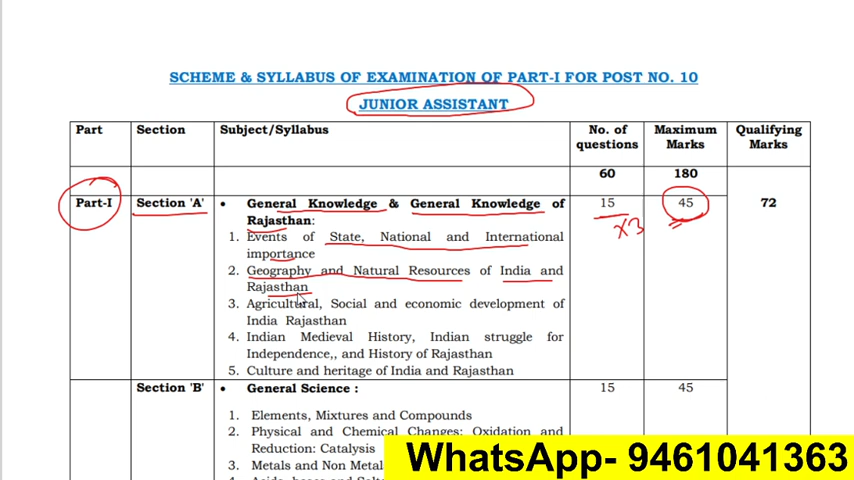 SCHEME & SYLLABUS OF EXAMINATION OF PART-I FOR POST NO. 10
JUNIOR ASSISTANT
Part Section Subject/Syllabus No. of questions Maximum Marks Qualifying Marks
60 180
Part-I Section 'A' • General Knowledge & General Knowledge of 15 45 72
Rajasthan: x3
1. Events of State, National and International
importance
2. Geography and Natural Resources of India and
Rajasthan
3. Agricultural, Social and economic development of
India Rajasthan
4. Indian Medieval History, Indian struggle for
Independence,, and History of Rajasthan
5. Culture and heritage of India and Rajasthan
Section 'B' • General Science : 15 45
1. Elements, Mixtures and Compounds
2. Physical and Chemical Changes; Oxidation and
Reduction: Catalysis
3. Metals and Non Metal
WhatsApp- 9461041363